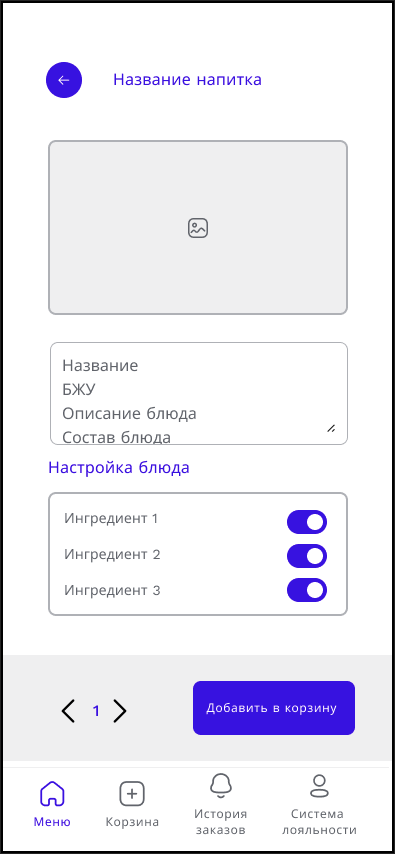 Название напитка
Название
БЖУ
Описание блюда
Состав блюда
Настройка блюда
Ингредиент 1
Ингредиент 2
Ингредиент 3
1
Добавить в корзину
Меню
Корзина
История
заказов
Система
лояльности